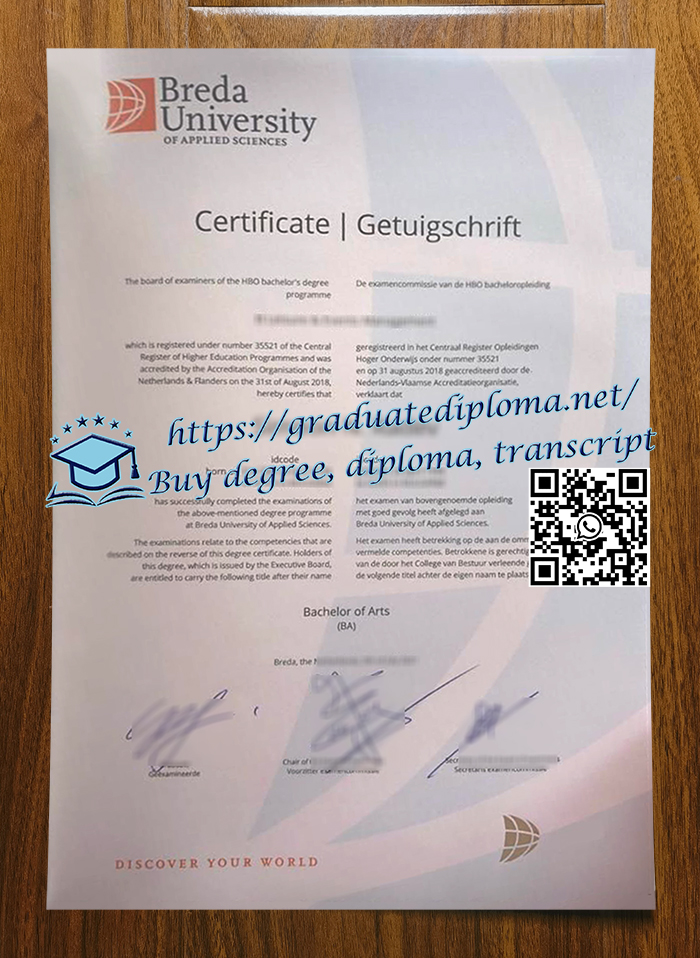 Breda
University
OF APPLIED SCIENCES
Certificate | Getuigschrift
The board of examiners of the HBO bachelor's degree
programme
De examencommissie van de HBO bacheloropleiding
Management
which is registered under number 35521 of the Central
Register of Higher Education Programmes and was
accredited by the Accreditation Organisation of the
Netherlands & Flanders on the 31st of August 2018,
hereby certifies that
geregistreerd in het Centraal Register Opleidingen
Hoger Onderwijs onder nummer 35521
en op 31 augustus 2018 geaccrediteerd door de
Nederlands-Vlaamse Accreditatieorganisatie,
verklaart dat
https://graduatediploma.net/
Buy degree, diploma, transcript
idcode
born
has successfully completed the examinations of
the above-mentioned degree programme
at Breda University of Applied Sciences.
The examinations relate to the competencies that are
described on the reverse of this degree certificate. Holders of
this degree, which is issued by the Executive Board,
are entitled to carry the following title after their name
het examen van bovengenoemde opleiding
met goed gevolg heeft afgelegd aan
Breda University of Applied Sciences.
Het examen heeft betrekking op de aan de omm
vermelde competenties. Betrokkene is gerechtig
van de door het College van Bestuur verleende
de volgende titel achter de eigen naam te plaats
Bachelor of Arts
(BA)
Breda, the
Geëxamineerde
Chair of
Voorzitter examencommissie
Secr
Secretaris examencommissie
DISCOVER YOUR WORLD